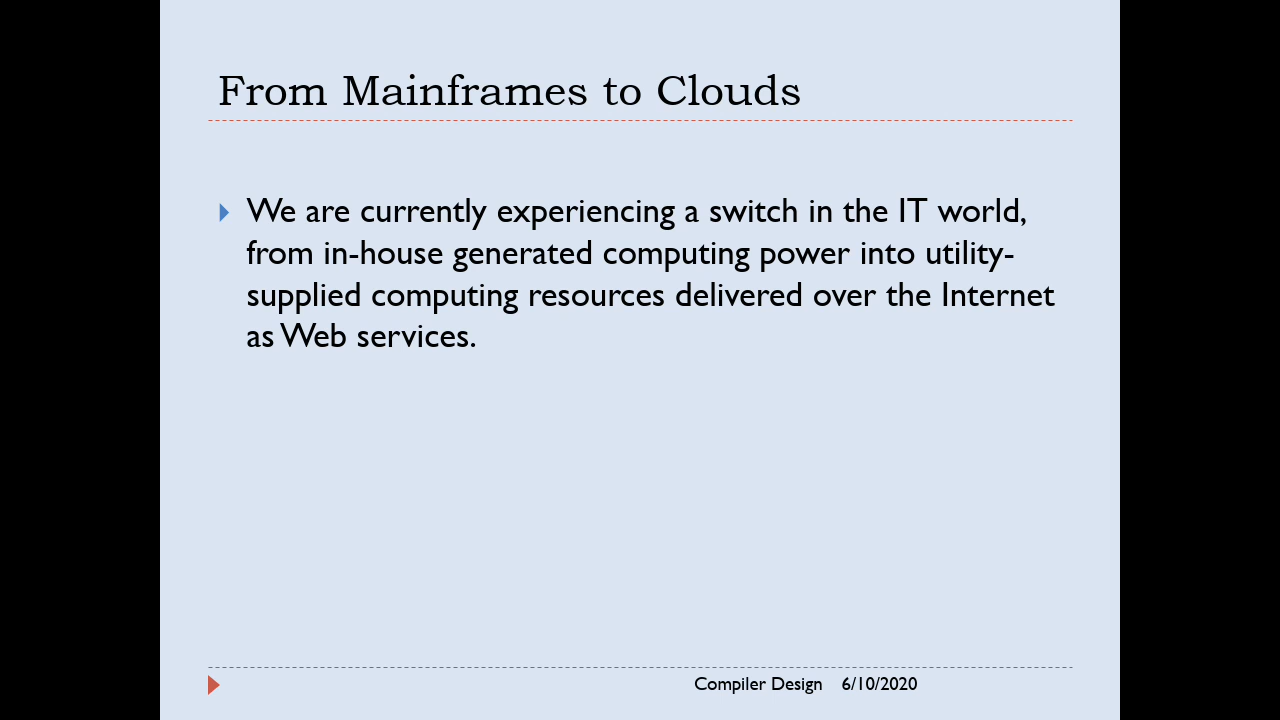 From Mainframes to Clouds
We are currently experiencing a switch in the IT world,
from in-house generated computing power into utility-
supplied computing resources delivered over the Internet
as Web services.
Compiler Design 6/10/2020